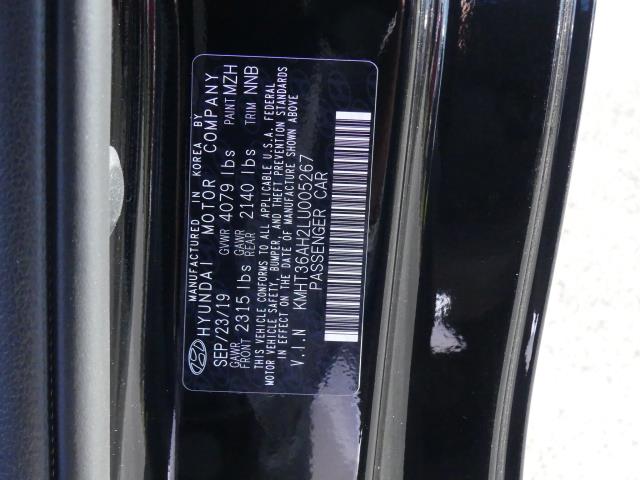 MANUFACTURED IN KOREA BY
HYUNDAI MOTOR COMPANY
SEP/23/19 GVWR 4079 lbs PAINT MZH
GAWR FRONT 2315 lbs GAWR REAR 2140 lbs TRIM NNB
THIS VEHICLE CONFORMS TO ALL APPLICABLE U.S.A. FEDERAL
MOTOR VEHICLE SAFETY, BUMPER, AND THEFT PREVENTION STANDARDS
IN EFFECT ON THE DATE OF MANUFACTURE SHOWN ABOVE
V.I.N KMHT36AH2LU005267
PASSENGER CAR